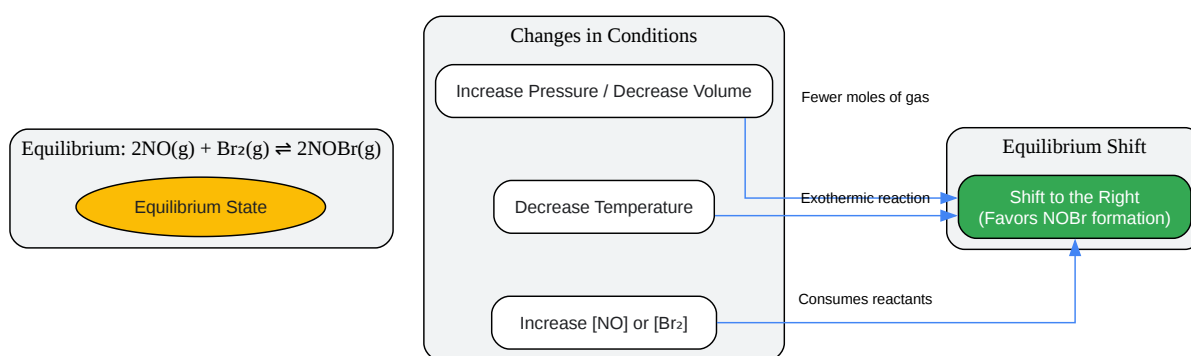 Equilibrium: 2NO(g) + Br₂(g) ⇌ 2NOBr(g)
Equilibrium State
Changes in Conditions
Increase Pressure / Decrease Volume
Decrease Temperature
Increase [NO] or [Br₂]
Fewer moles of gas
Exothermic reaction
Consumes reactants
Equilibrium Shift
Shift to the Right
(Favors NOBr formation)